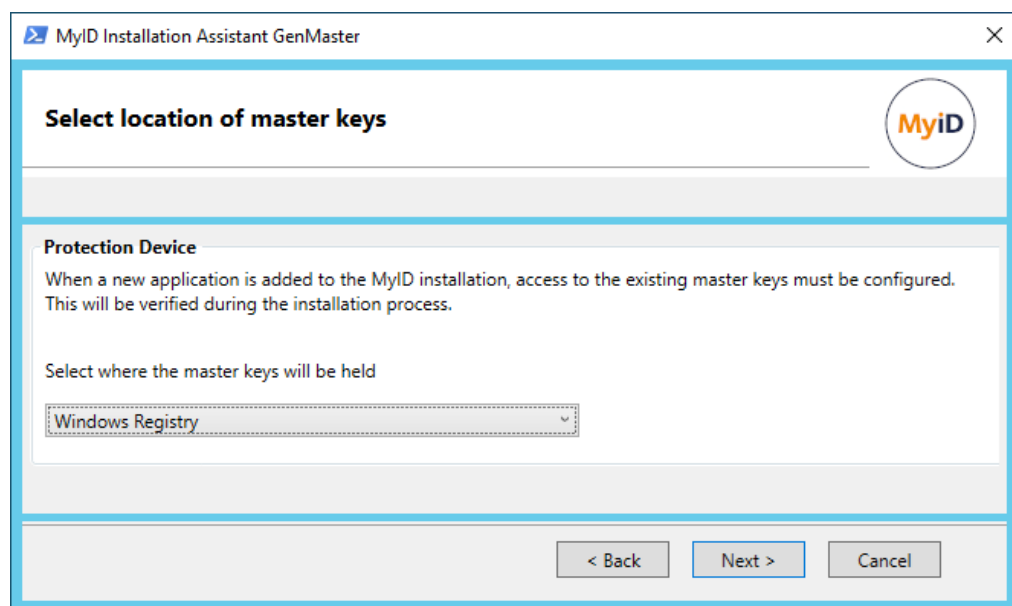 MyID Installation Assistant GenMaster
Select location of master keys
MyiD
Protection Device
When a new application is added to the MyID installation, access to the existing master keys must be configured.
This will be verified during the installation process.
Select where the master keys will be held
Windows Registry
< Back Next > Cancel